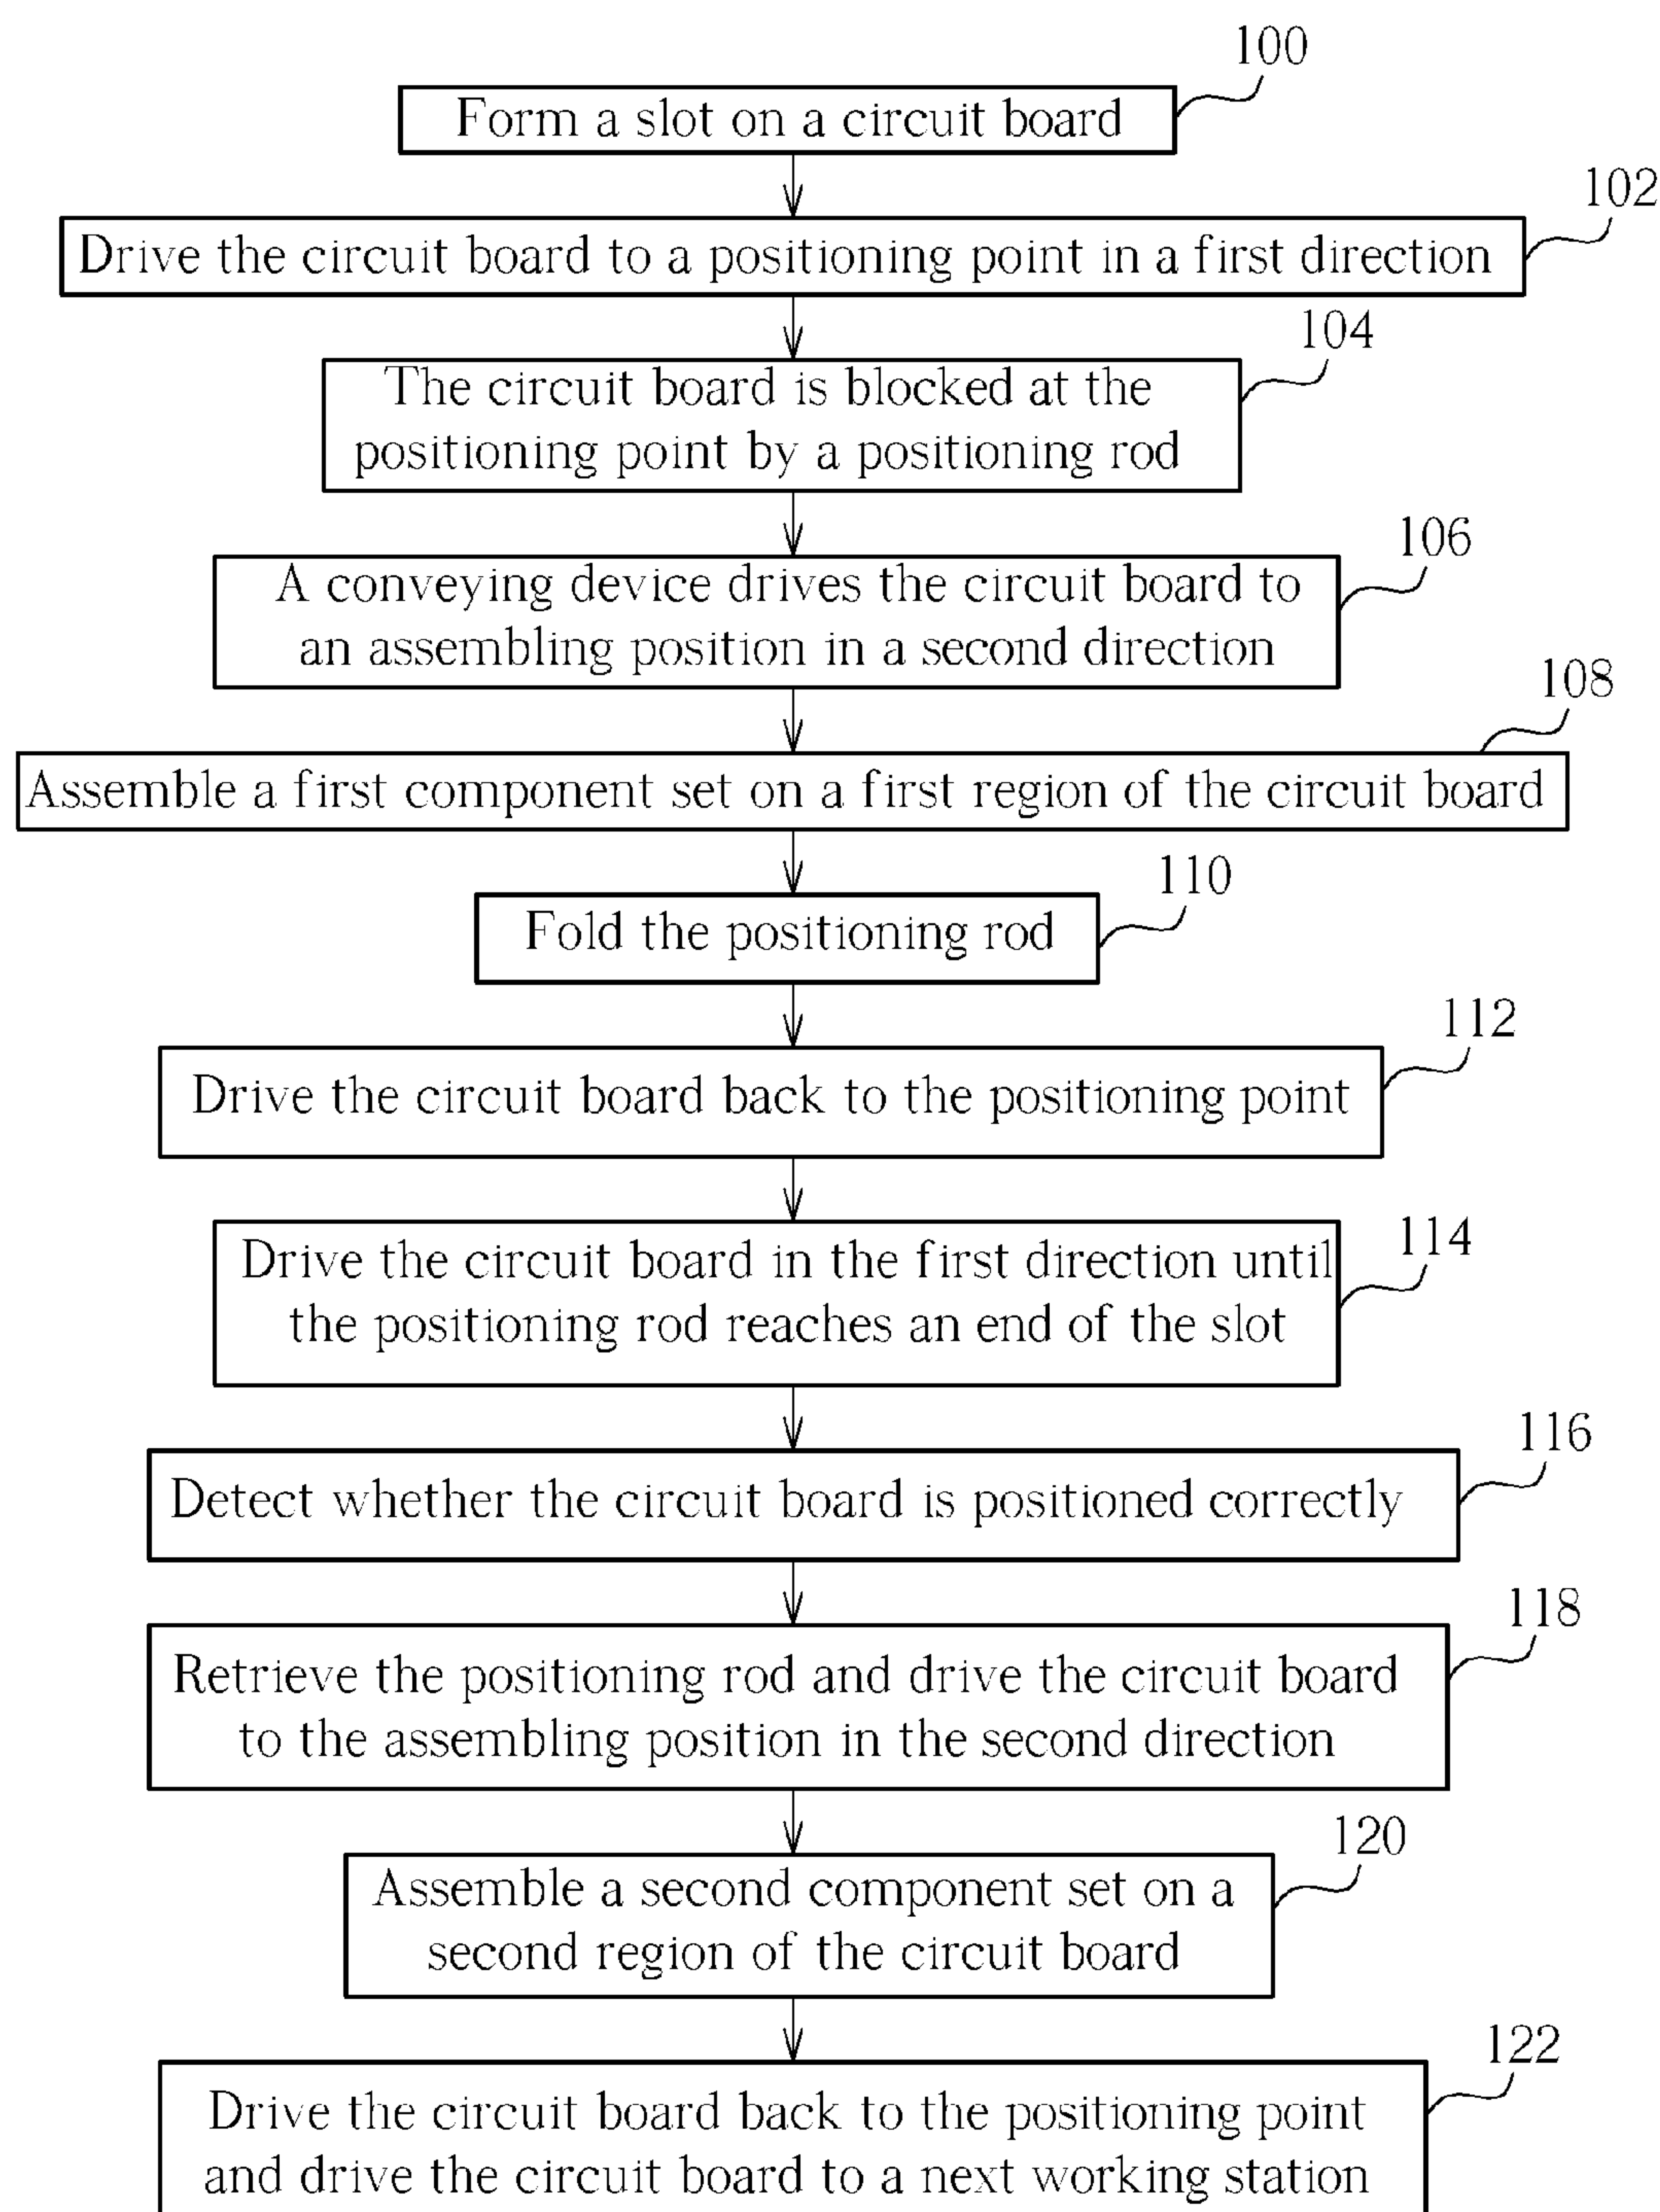 100
Form a slot on a circuit board
102
Drive the circuit board to a positioning point in a first direction
104
The circuit board is blocked at the
positioning point by a positioning rod
106
A conveying device drives the circuit board to
an assembling position in a second direction
108
Assemble a first component set on a first region of the circuit board
110
Fold the positioning rod
112
Drive the circuit board back to the positioning point
114
Drive the circuit board in the first direction until
the positioning rod reaches an end of the slot
116
Detect whether the circuit board is positioned correctly
118
Retrieve the positioning rod and drive the circuit board
to the assembling position in the second direction
120
Assemble a second component set on a
second region of the circuit board
122
Drive the circuit board back to the positioning point
and drive the circuit board to a next working station